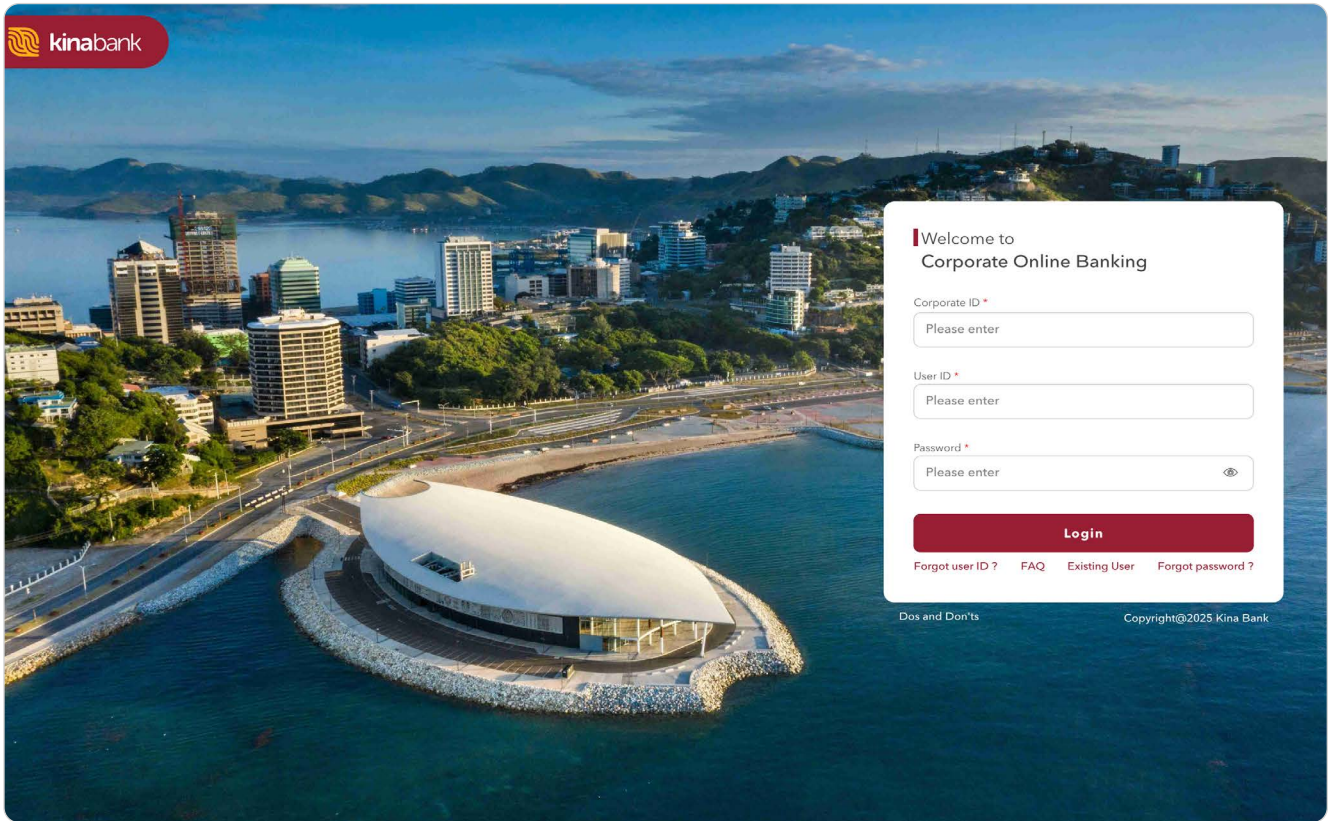 kinabank
Welcome to
Corporate Online Banking
Corporate ID *
Please enter
User ID *
Please enter
Password *
Please enter
Login
Forgot user ID ? FAQ Existing User Forgot password ?
Dos and Don'ts Copyright@2025 Kina Bank